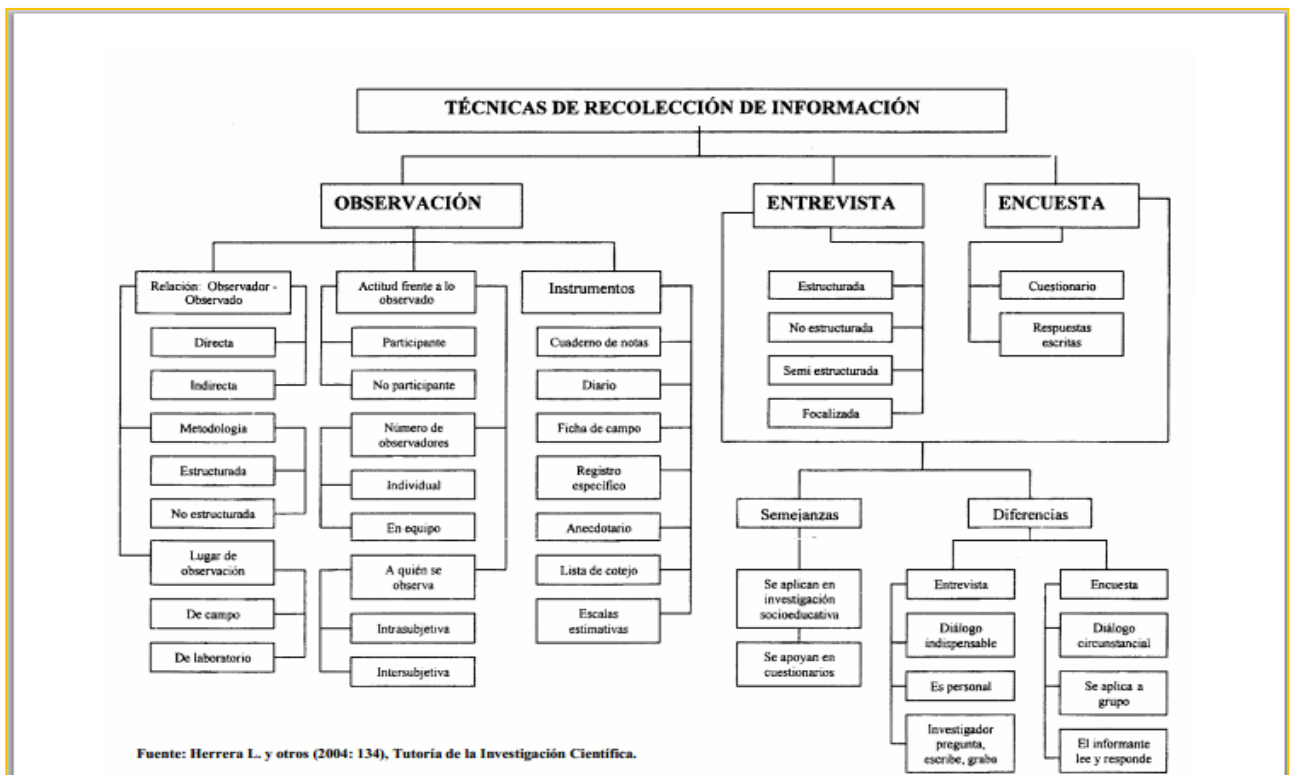 TÉCNICAS DE RECOLECCIÓN DE INFORMACIÓN
OBSERVACIÓN
Relación: Observador -
Observado
Directa
Indirecta
Metodología
Estructurada
No estructurada
Lugar de
observación
De campo
De laboratorio
Actitud frente a lo
observado
Participante
No participante
Número de
observadores
Individual
En equipo
A quién se
observa
Intrasubjetiva
Intersubjetiva
Instrumentos
Cuaderno de notas
Diario
Ficha de campo
Registro
específico
Anecdotario
Lista de cotejo
Escalas
estimativas
ENTREVISTA
Estructurada
No estructurada
Semi estructurada
Focalizada
ENCUESTA
Cuestionario
Respuestas
escritas
Semejanzas
Se aplican en
investigación
socioeducativa
Se apoyan en
cuestionarios
Diferencias
Entrevista
Diálogo
indispensable
Es personal
Investigador
pregunta,
escribe, graba
Encuesta
Diálogo
circunstancial
Se aplica a
grupo
El informante
lee y responde
Fuente: Herrera L. y otros (2004: 134), Tutoría de la Investigación Científica.